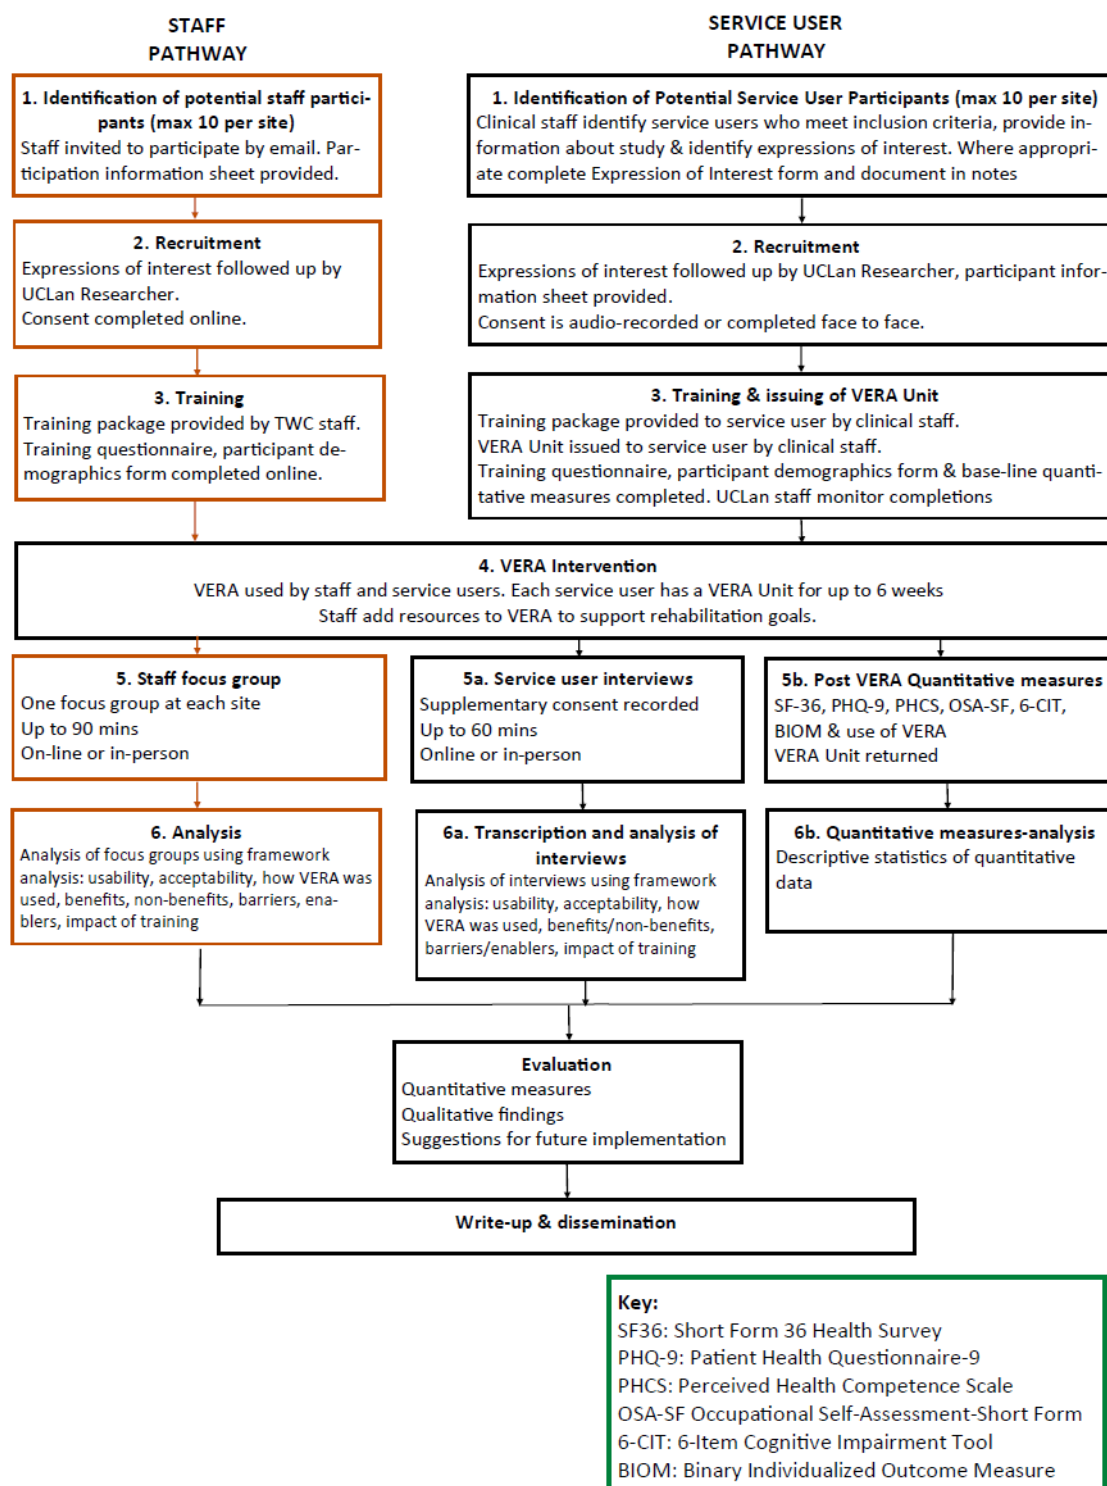 STAFF
PATHWAY
SERVICE USER
PATHWAY
1. Identification of potential staff partici-
pants (max 10 per site)
Staff invited to participate by email. Par-
ticipation information sheet provided.
1. Identification of Potential Service User Participants (max 10 per site)
Clinical staff identify service users who meet inclusion criteria, provide in-
formation about study & identify expressions of interest. Where appropri-
ate complete Expression of Interest form and document in notes
2. Recruitment
Expressions of interest followed up by
UCLan Researcher.
Consent completed online.
2. Recruitment
Expressions of interest followed up by UCLan Researcher, participant infor-
mation sheet provided.
Consent is audio-recorded or completed face to face.
3. Training
Training package provided by TWC staff.
Training questionnaire, participant de-
mographics form completed online.
3. Training & issuing of VERA Unit
Training package provided to service user by clinical staff.
VERA Unit issued to service user by clinical staff.
Training questionnaire, participant demographics form & base-line quanti-
tative measures completed. UCLan staff monitor completions
4. VERA Intervention
VERA used by staff and service users. Each service user has a VERA Unit for up to 6 weeks
Staff add resources to VERA to support rehabilitation goals.
5. Staff focus group
One focus group at each site
Up to 90 mins
On-line or in-person
5a. Service user interviews
Supplementary consent recorded
Up to 60 mins
Online or in-person
5b. Post VERA Quantitative measures
SF-36, PHQ-9, PHCS, OSA-SF, 6-CIT,
BIOM & use of VERA
VERA Unit returned
6. Analysis
Analysis of focus groups using framework
analysis: usability, acceptability, how VERA was
used, benefits, non-benefits, barriers, ena-
blers, impact of training
6a. Transcription and analysis of
interviews
Analysis of interviews using framework
analysis: usability, acceptability, how
VERA was used, benefits/non-benefits,
barriers/enablers, impact of training
6b. Quantitative measures-analysis
Descriptive statistics of quantitative
data
Evaluation
Quantitative measures
Qualitative findings
Suggestions for future implementation
Write-up & dissemination
Key:
SF36: Short Form 36 Health Survey
PHQ-9: Patient Health Questionnaire-9
PHCS: Perceived Health Competence Scale
OSA-SF Occupational Self-Assessment-Short Form
6-CIT: 6-Item Cognitive Impairment Tool
BIOM: Binary Individualized Outcome Measure